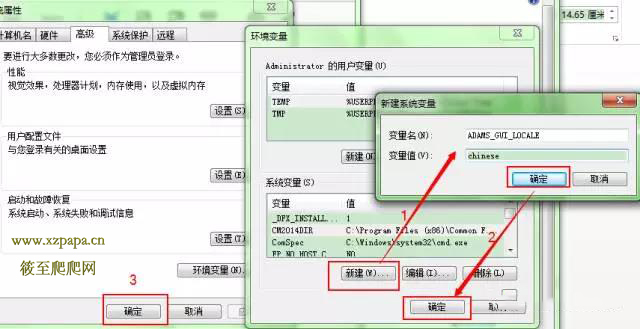 统属性
计算机名 硬件 高级 系统保护 远程
要进行大多数更改，您必须作为管理员登录。
性能
视觉效果，处理器计划，内存使用，以及虚拟内存
设置(S)
用户配置文件
与您登录有关的桌面设置
设置(E)
启动和故障恢复
系统启动、系统失败和调试信息
设置(T)
www.xzpapa.cn
筱至爬爬网
环境变量(N)
3
确定
取消
环境变量
Administrator 的用户变量(U)
变量 值
TEMP %USERP
TMP %USERP
新建(N)
系统变量(S)
变量 值
_DFX_INSTALL... 1
CM2014DIR C:\Program Files (x86)\Common F...
ComSpec C:\Windows\system32\cmd.exe
FP_NO_HOST_C... NO
新建(W)...
编辑(I)...
删除(L)
确定
取
1
2
新建系统变量
变量名(N): ADAMS_GUI_LOCALE
变量值(V): chinese
确定
取消
14.65 厘米